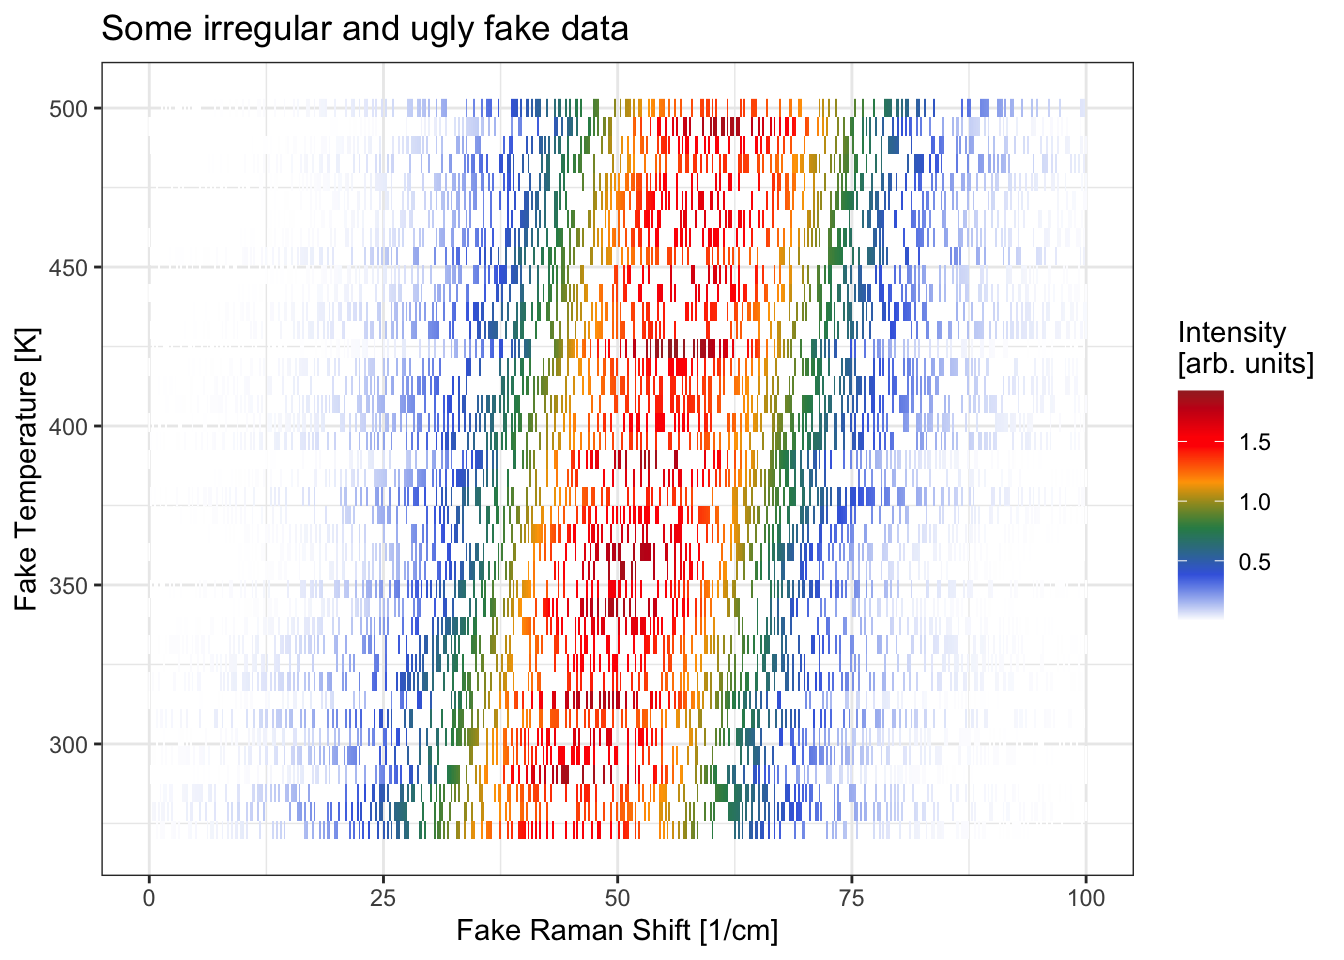 Some irregular and ugly fake data
Fake Temperature [K]
500
450
400
350
300
0
25
50
75
100
Fake Raman Shift [1/cm]
Intensity
[arb. units]
1.5
1.0
0.5